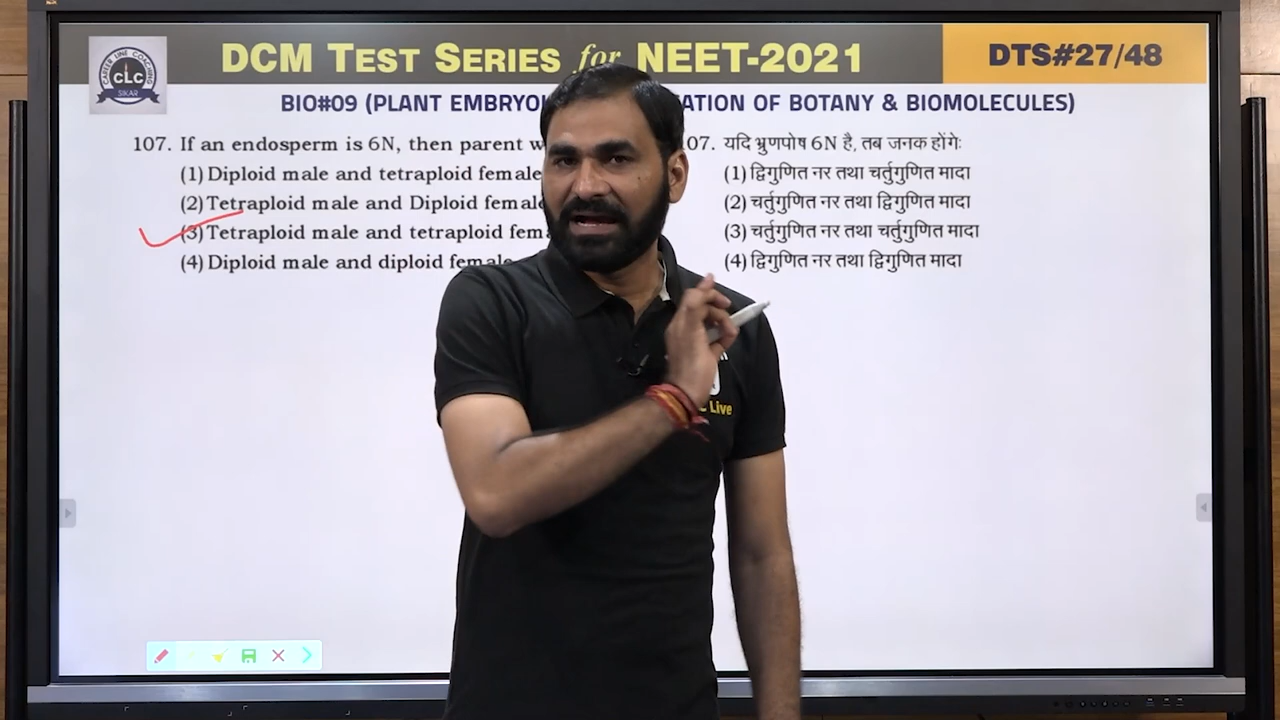 DCM TEST SERIES for NEET-2021
DTS#27/48
CAREER LINE COACHING
CLC
SIKAR
BIO#09 (PLANT EMBRYO
ATION OF BOTANY & BIOMOLECULES)
107. If an endosperm is 6N, then parent w
(1) Diploid male and tetraploid female
(2) Tetraploid male and Diploid female
(3) Tetraploid male and tetraploid fem
(4) Diploid male and diploid female
07. यदि भ्रुणपोष 6N है, तब जनक होंगेः
(1) द्विगुणित नर तथा चर्तुगुणित मादा
(2) चर्तुगुणित नर तथा द्विगुणित मादा
(3) चर्तुगुणित नर तथा चर्तुगुणित मादा
(4) द्विगुणित नर तथा द्विगुणित मादा
Live